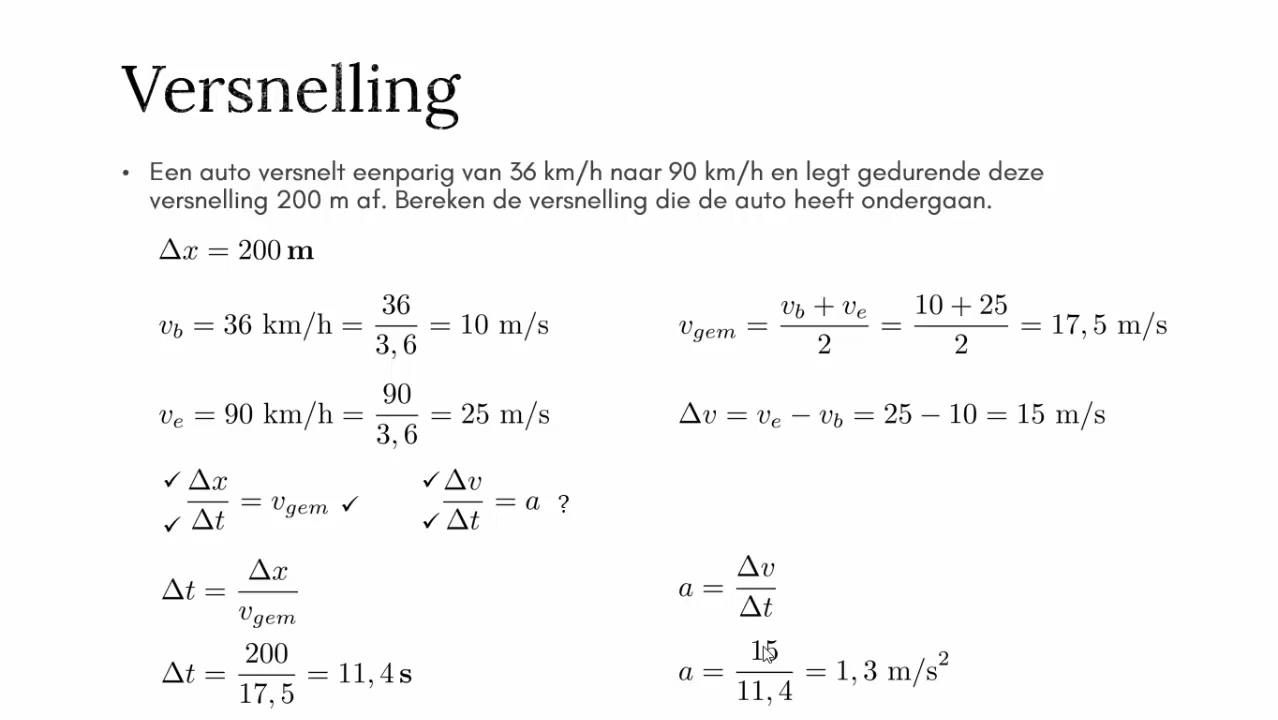 Versnelling
• Een auto versnelt eenparig van 36 km/h naar 90 km/h en legt gedurende deze
versnelling 200 m af. Bereken de versnelling die de auto heeft ondergaan.
Δx = 200 m
v_b = 36 km/h = 36/3,6 = 10 m/s
v_gem = (v_b + v_e)/2 = (10 + 25)/2 = 17,5 m/s
v_e = 90 km/h = 90/3,6 = 25 m/s
Δv = v_e − v_b = 25 − 10 = 15 m/s
✓Δx/✓Δt = v_gem ✓
✓Δv/✓Δt = a ?
Δt = Δx/v_gem
a = Δv/Δt
Δt = 200/17,5 = 11,4 s
a = 15/11,4 = 1,3 m/s²